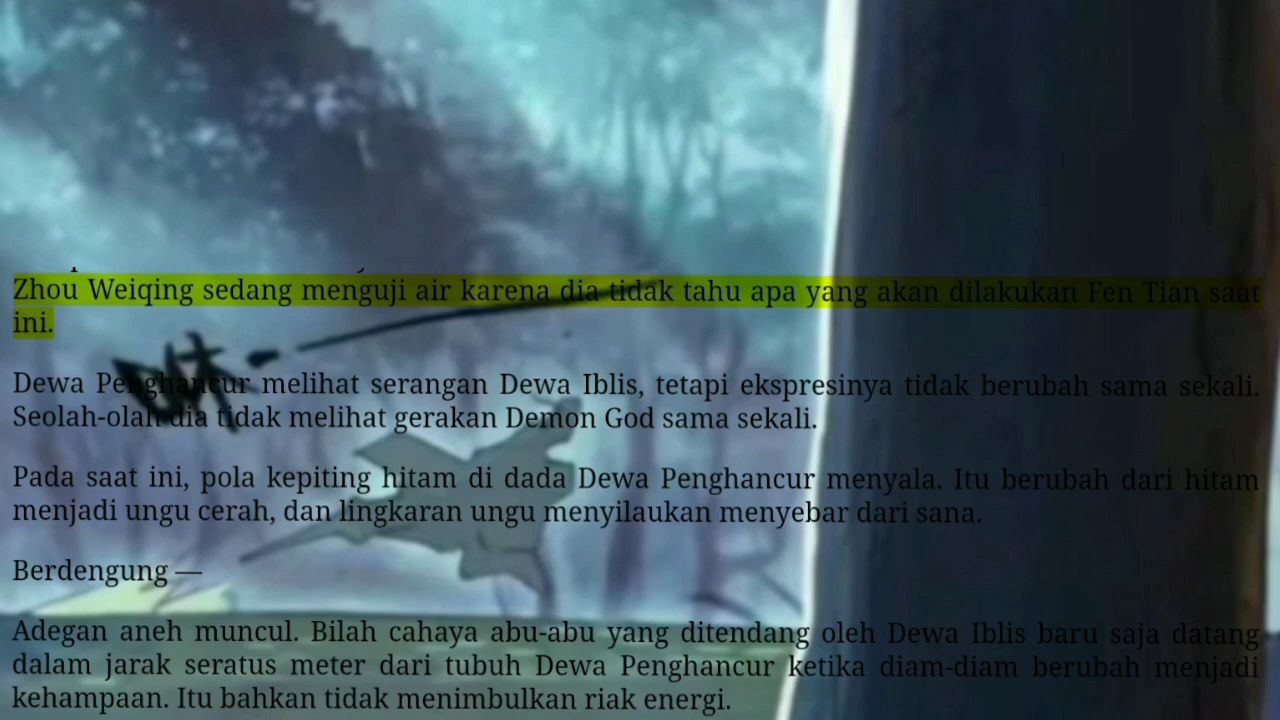 Zhou Weiqing sedang menguji air karena dia tidak tahu apa yang akan dilakukan Fen Tian saat
ini.
Dewa Penghancur melihat serangan Dewa Iblis, tetapi ekspresinya tidak berubah sama sekali.
Seolah-olah dia tidak melihat gerakan Demon God sama sekali.
Pada saat ini, pola kepiting hitam di dada Dewa Penghancur menyala. Itu berubah dari hitam
menjadi ungu cerah, dan lingkaran ungu menyilaukan menyebar dari sana.
Berdengung —
Adegan aneh muncul. Bilah cahaya abu-abu yang ditendang oleh Dewa Iblis baru saja datang
dalam jarak seratus meter dari tubuh Dewa Penghancur ketika diam-diam berubah menjadi
kehampaan. Itu bahkan tidak menimbulkan riak energi.